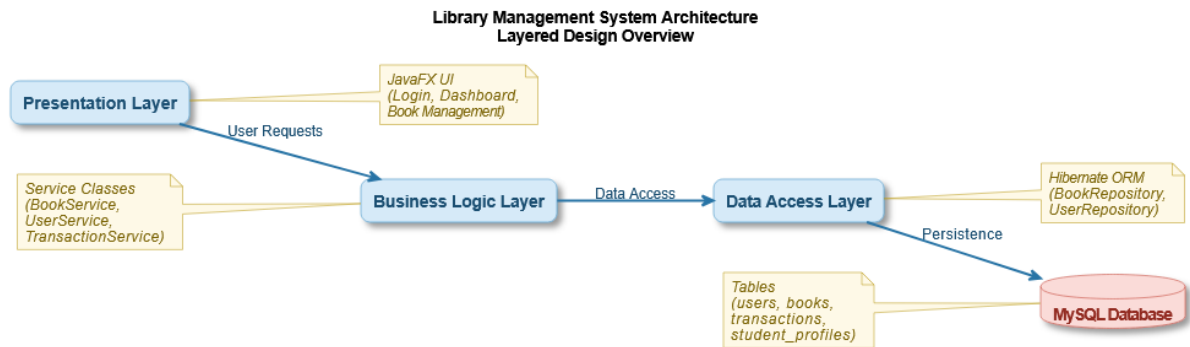 Library Management System Architecture
Layered Design Overview
Presentation Layer
JavaFX UI
(Login, Dashboard,
Book Management)
User Requests
Service Classes
(BookService,
UserService,
TransactionService)
Business Logic Layer
Data Access
Data Access Layer
Hibernate ORM
(BookRepository,
UserRepository)
Persistence
Tables
(users, books,
transactions,
student_profiles)
MySQL Database